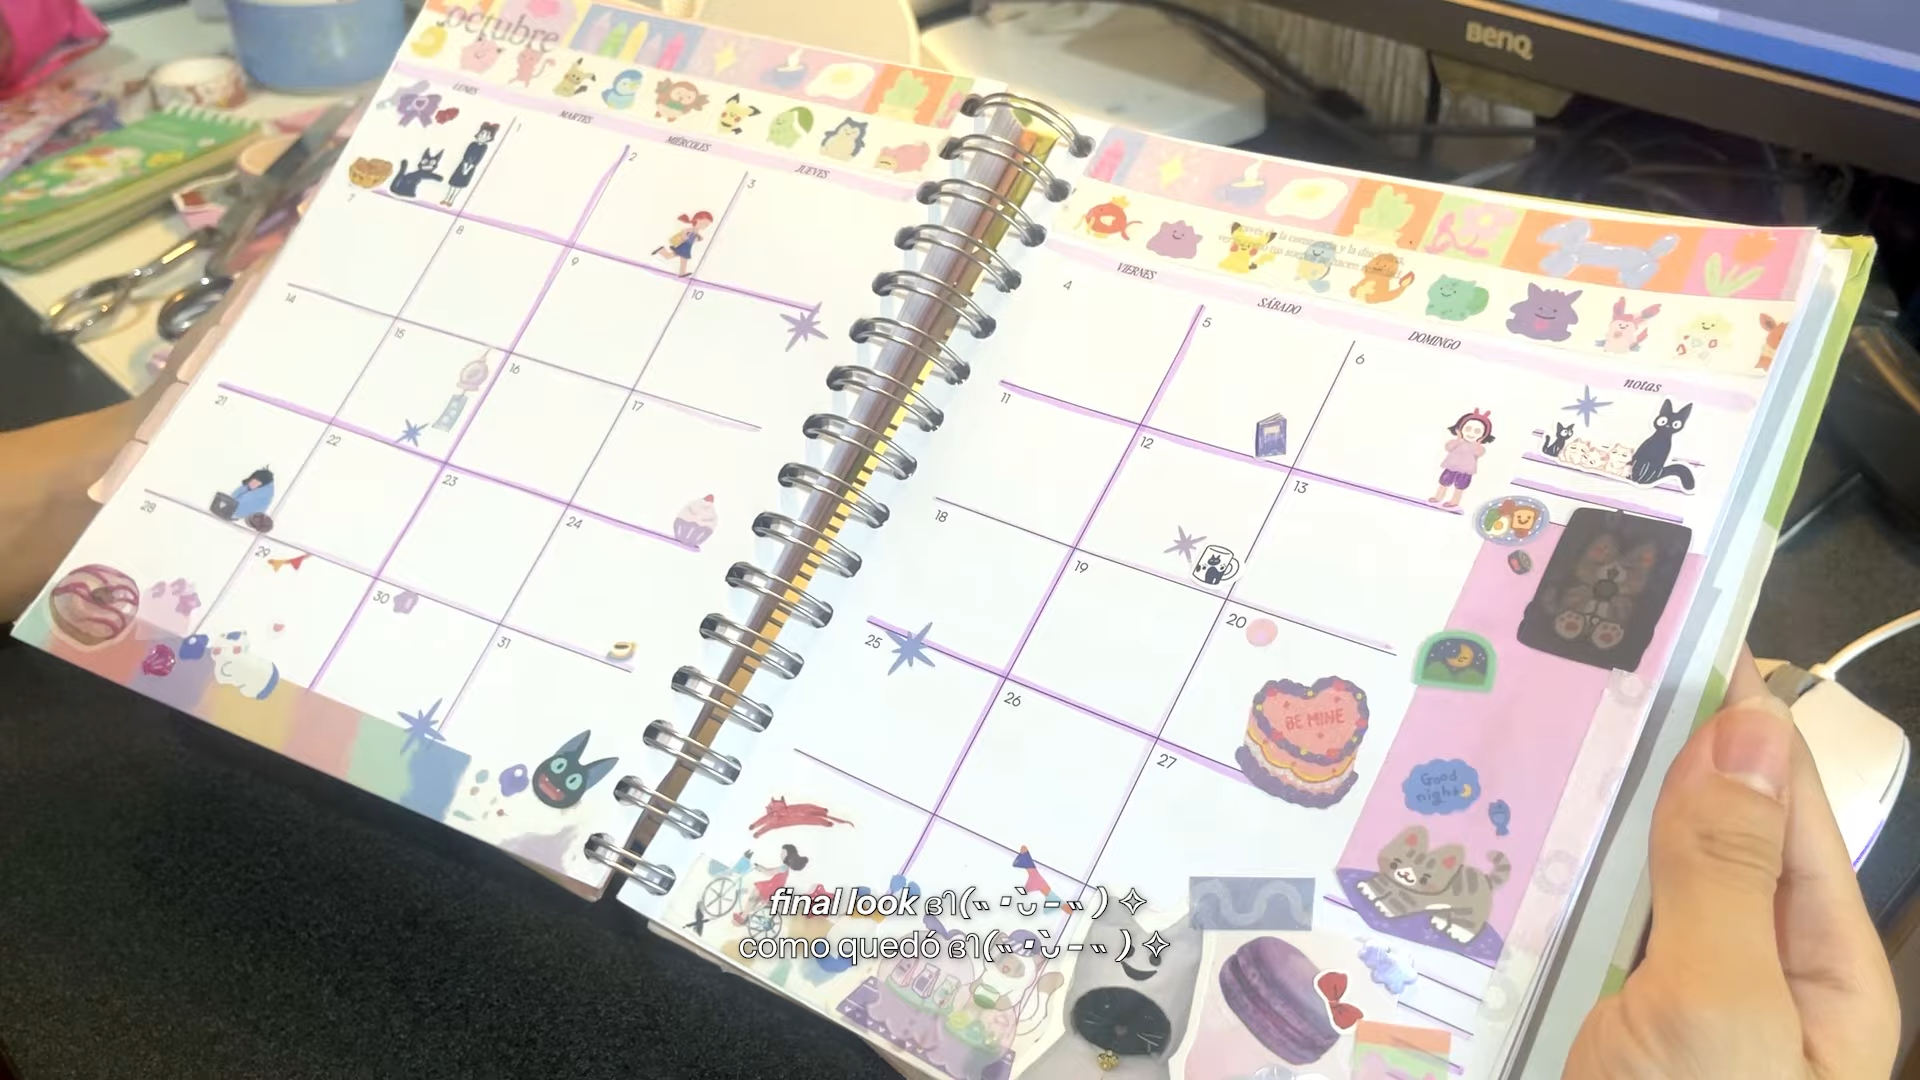 BenQ
octubre
LUNES
MARTES
MIÉRCOLES
JUEVES
VIERNES
SÁBADO
DOMINGO
notas
1
2
3
4
5
6
7
8
9
10
11
12
13
14
15
16
17
18
19
20
21
22
23
24
25
26
27
28
29
30
31
BE MINE
Good
night
final look
como quedó